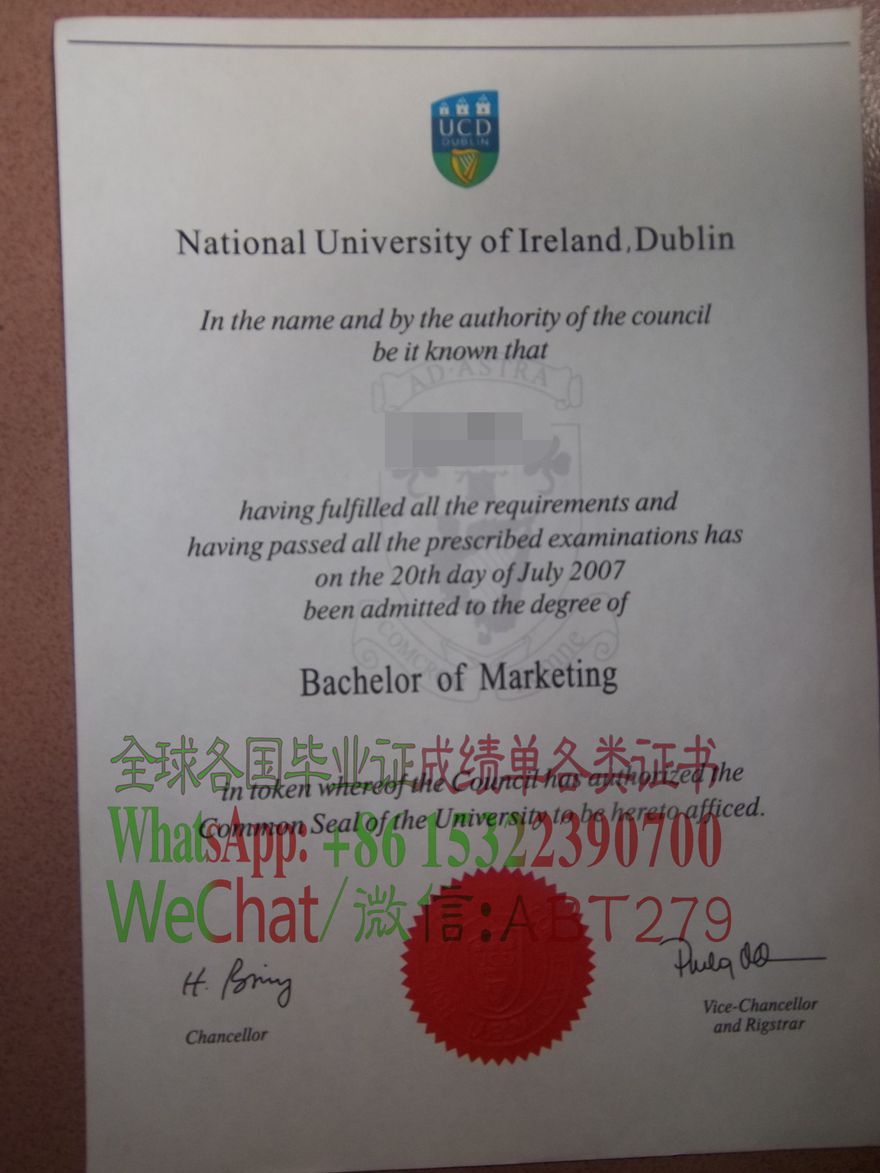 UCD
DUBLIN
National University of Ireland, Dublin
In the name and by the authority of the council
be it known that
AD·ASTRA
having fulfilled all the requirements and
having passed all the prescribed examinations has
on the 20th day of July 2007
been admitted to the degree of
Bachelor of Marketing
全球各国毕业证成绩单各类证书
in token whereof the Council has authorized the
Common Seal of the University to be hereto afficed.
WhatsApp: +86 15322390700
WeChat/微信:ABT279
Chancellor
Vice-Chancellor
and Rigstrar